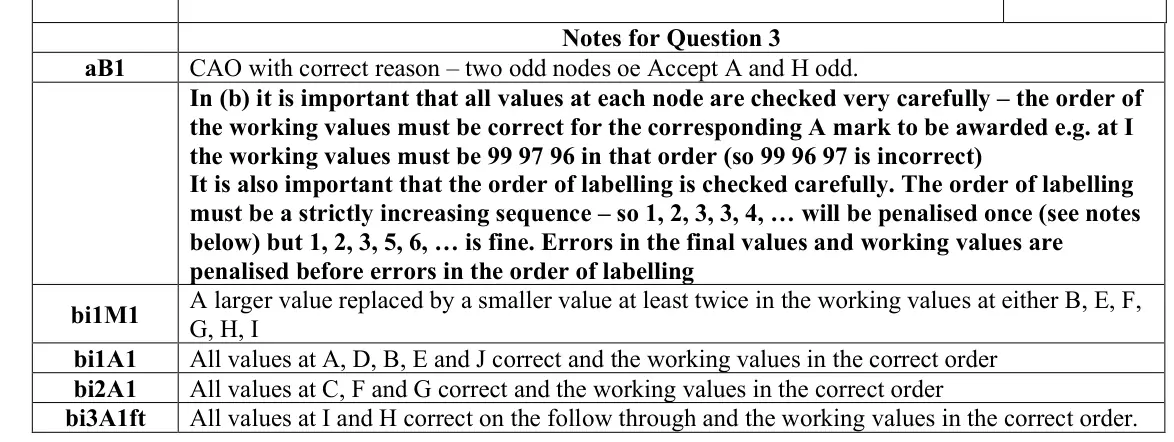 Notes for Question 3
aB1 CAO with correct reason – two odd nodes oe Accept A and H odd.
In (b) it is important that all values at each node are checked very carefully – the order of
the working values must be correct for the corresponding A mark to be awarded e.g. at I
the working values must be 99 97 96 in that order (so 99 96 97 is incorrect)
It is also important that the order of labelling is checked carefully. The order of labelling
must be a strictly increasing sequence – so 1, 2, 3, 3, 4, … will be penalised once (see notes
below) but 1, 2, 3, 5, 6, … is fine. Errors in the final values and working values are
penalised before errors in the order of labelling
bi1M1 A larger value replaced by a smaller value at least twice in the working values at either B, E, F,
G, H, I
bi1A1 All values at A, D, B, E and J correct and the working values in the correct order
bi2A1 All values at C, F and G correct and the working values in the correct order
bi3A1ft All values at I and H correct on the follow through and the working values in the correct order.